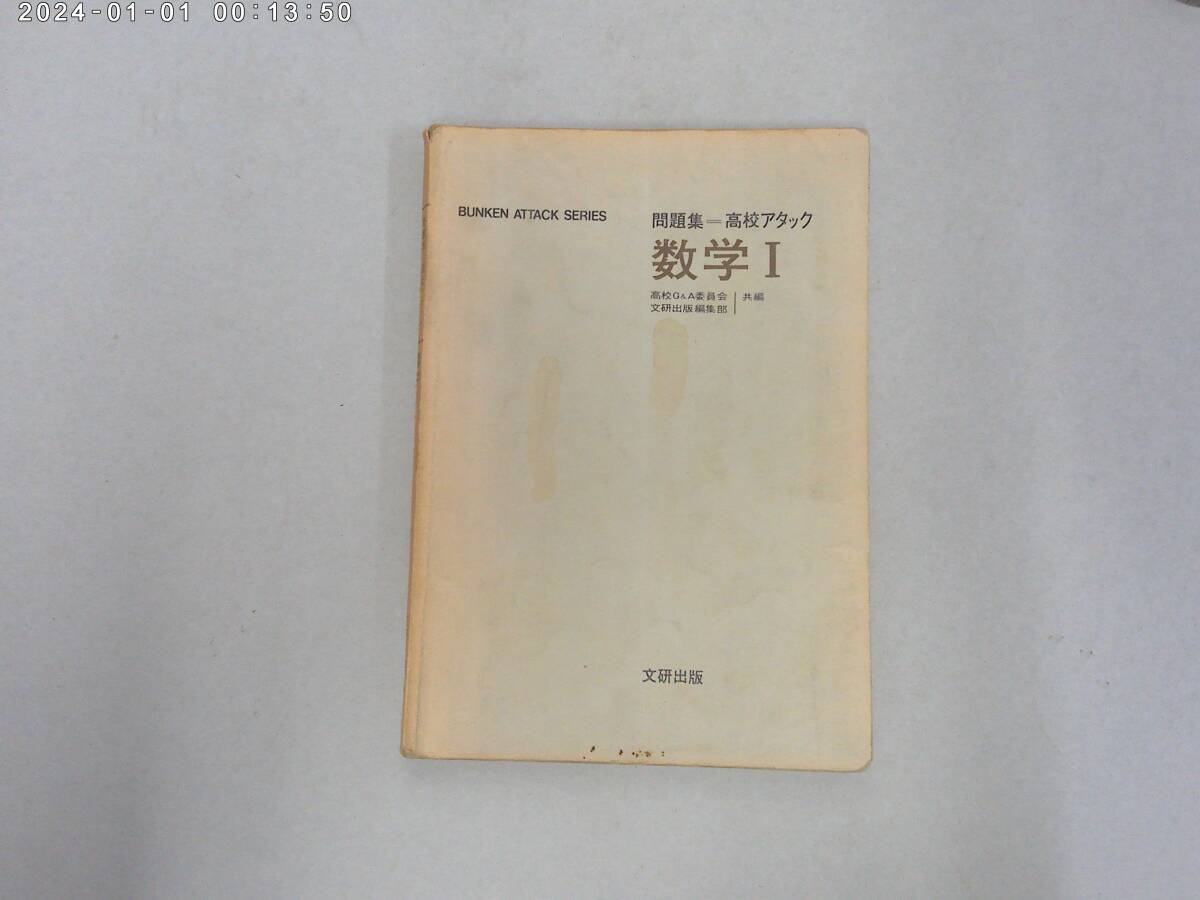 2024-01-01 00:13:50
BUNKEN ATTACK SERIES
問題集=高校アタック
数学I
高校G&A委員会
文研出版編集部
共編
文研出版